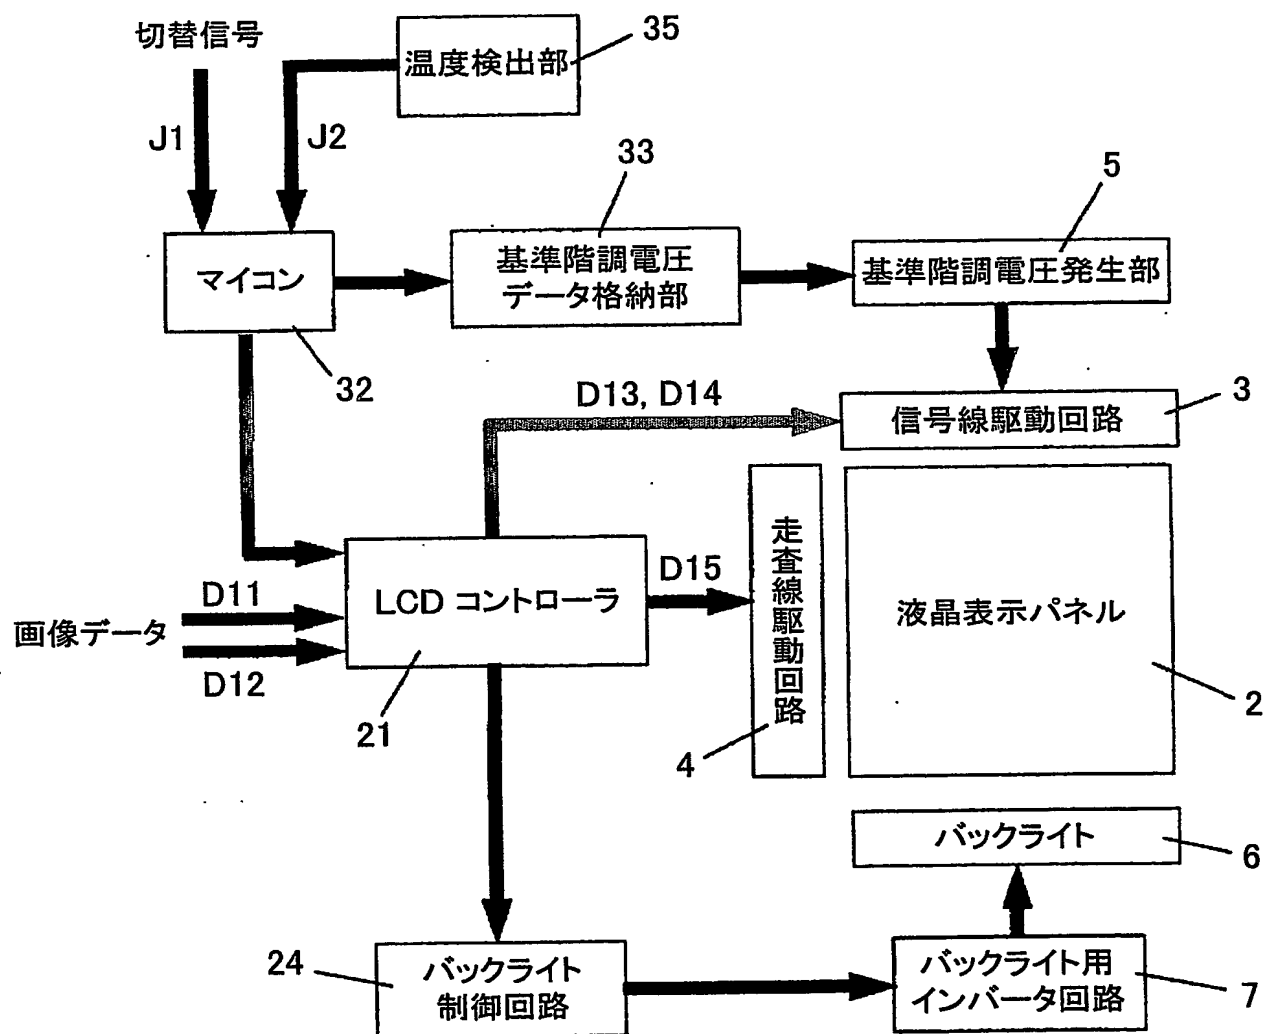 切替信号
35
温度検出部
J1
J2
33
5
マイコン
基準階調電圧
データ格納部
基準階調電圧発生部
32
D13, D14
3
信号線駆動回路
走査線駆動回路
D11
画像データ
D12
LCD コントローラ
D15
液晶表示パネル
21
4
2
バックライト
6
24
バックライト
制御回路
バックライト用
インバータ回路
7